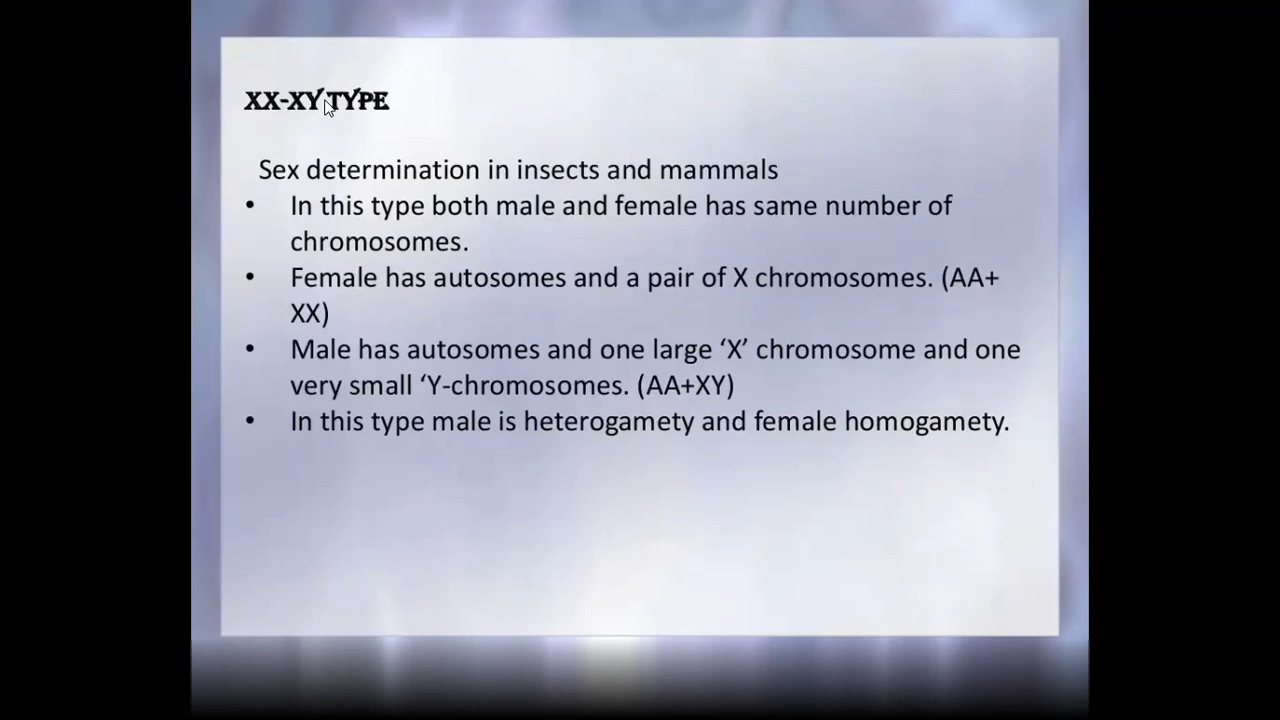 XX-XY TYPE
Sex determination in insects and mammals
• In this type both male and female has same number of
chromosomes.
• Female has autosomes and a pair of X chromosomes. (AA+
XX)
• Male has autosomes and one large ‘X’ chromosome and one
very small ‘Y-chromosomes. (AA+XY)
• In this type male is heterogamety and female homogamety.